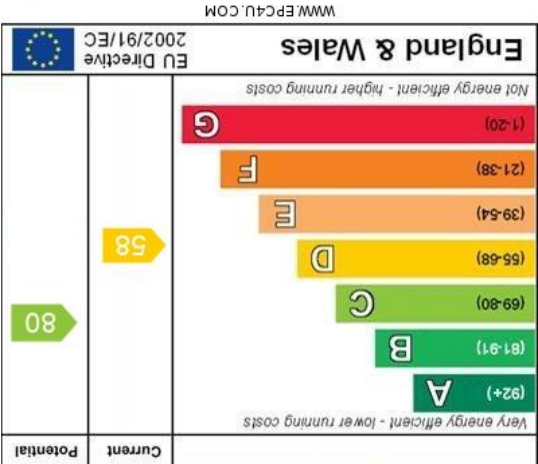 Current Potential
Very energy efficient - lower running costs
(92+) A
(81-91) B
(69-80) C
80
(55-68) D
58
(39-54) E
(21-38) F
(1-20) G
Not energy efficient - higher running costs
England & Wales
EU Directive
2002/91/EC
WWW.EPC4U.COM